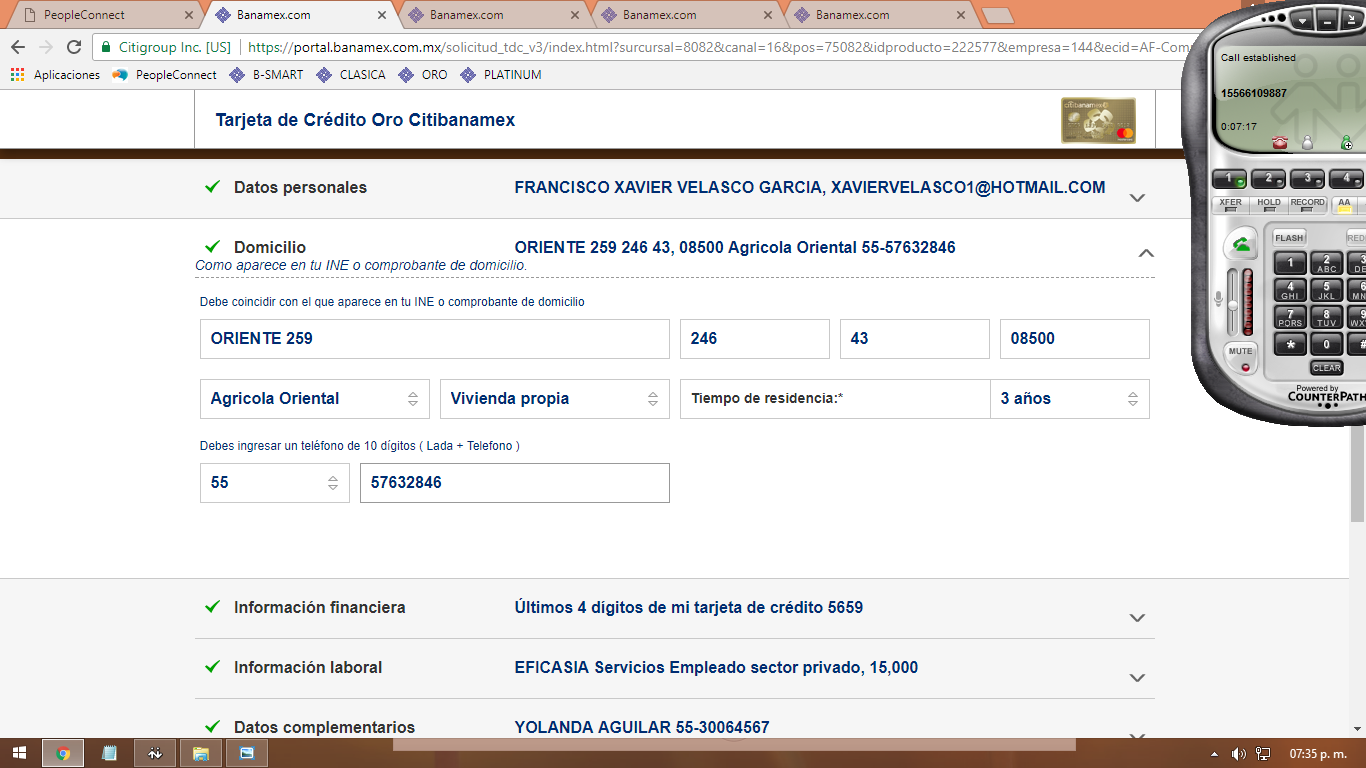 PeopleConnect
Banamex.com
Banamex.com
Banamex.com
Banamex.com
Citigroup Inc. [US]
https://portal.banamex.com.mx/solicitud_tdc_v3/index.html?surcursal=8082&canal=16&pos=75082&idproducto=222577&empresa=144&ecid=AF-Com
Aplicaciones PeopleConnect B-SMART CLASICA ORO PLATINUM
Tarjeta de Crédito Oro Citibanamex
citibanamex
Datos personales FRANCISCO XAVIER VELASCO GARCIA, XAVIERVELASCO1@HOTMAIL.COM
Domicilio ORIENTE 259 246 43, 08500 Agricola Oriental 55-57632846
Como aparece en tu INE o comprobante de domicilio.
Debe coincidir con el que aparece en tu INE o comprobante de domicilio
ORIENTE 259 246 43 08500
Agricola Oriental Vivienda propia Tiempo de residencia:* 3 años
Debes ingresar un teléfono de 10 dígitos ( Lada + Telefono )
55 57632846
Información financiera Últimos 4 dígitos de mi tarjeta de crédito 5659
Información laboral EFICASIA Servicios Empleado sector privado, 15,000
Datos complementarios YOLANDA AGUILAR 55-30064567
Call established
15566109887
0:07:17
1 2 3 4
XFER HOLD RECORD AA
FLASH RED
1 2 ABC 3 DE
4 GHI 5 JKL 6 MN
7 PQRS 8 TUV 9 WX
* 0 #
MUTE
CLEAR
Powered by
COUNTERPATH
07:35 p. m.